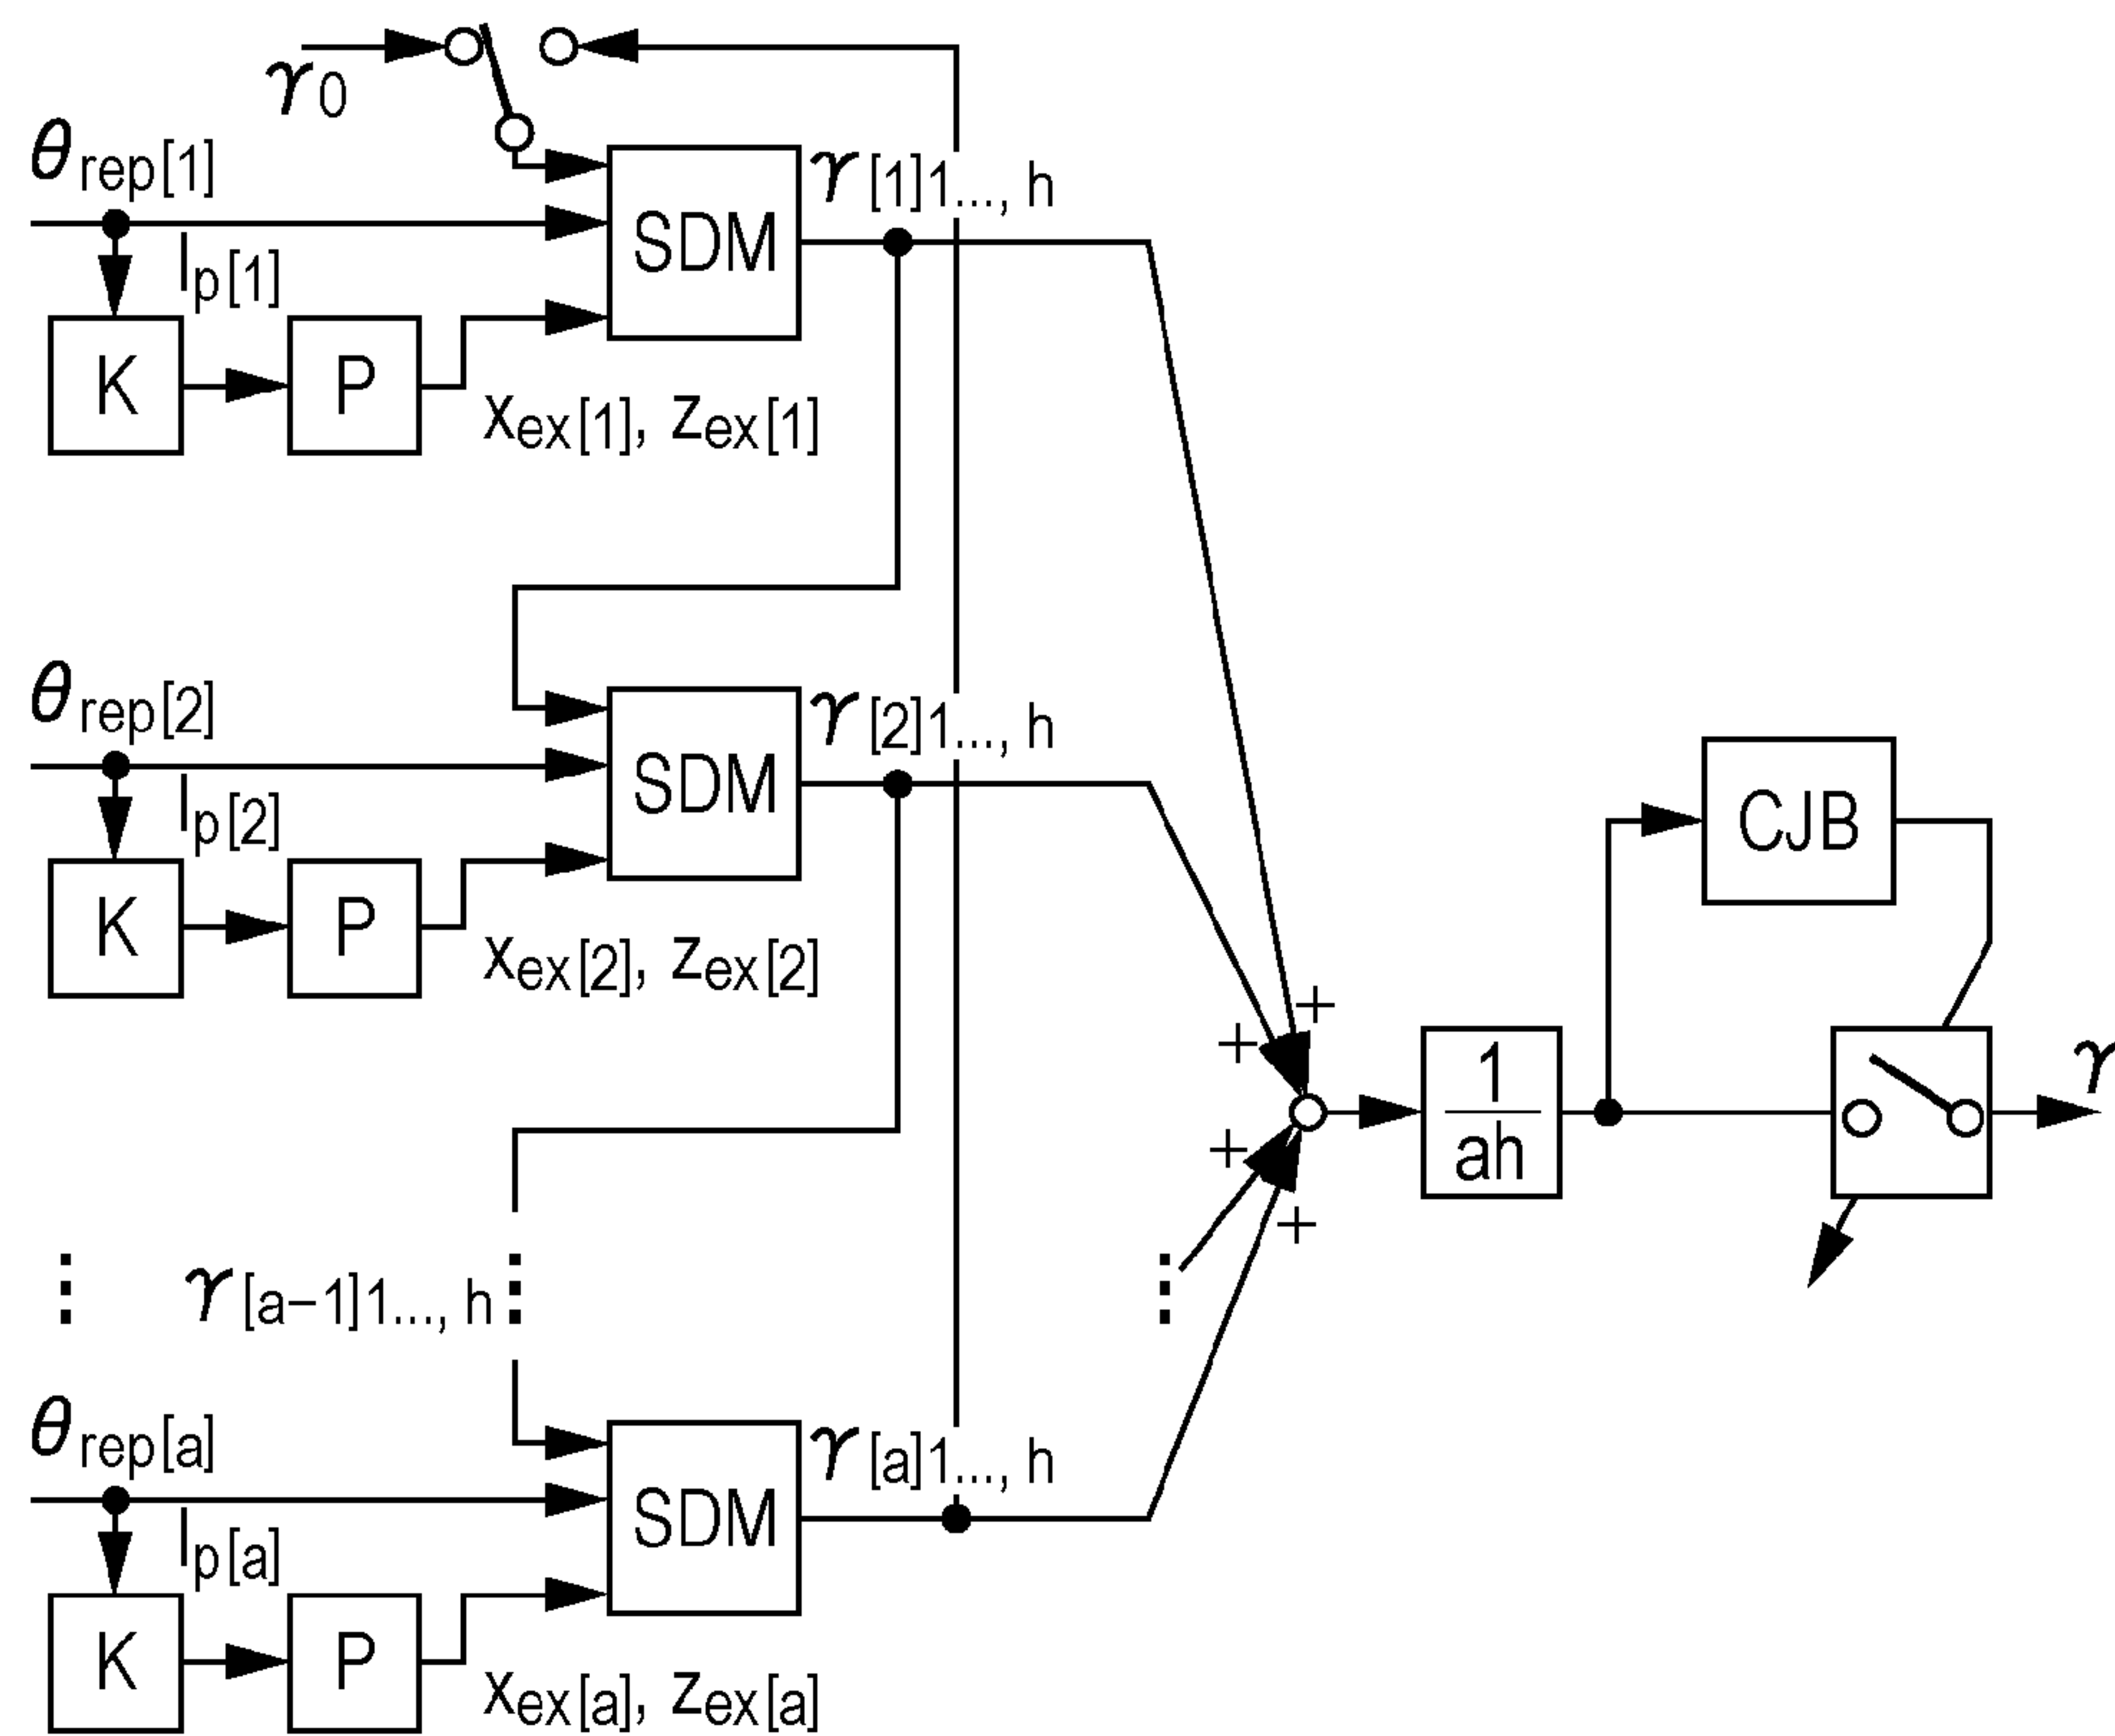 γ0
θrep[1]
γ[1]1..., h
SDM
Ip[1]
K
P
xex[1], zex[1]
θrep[2]
γ[2]1..., h
SDM
Ip[2]
CJB
K
P
xex[2], zex[2]
+
+
1
ah
γ
+
+
γ[a−1]1..., h
θrep[a]
γ[a]1..., h
SDM
Ip[a]
K
P
xex[a], zex[a]